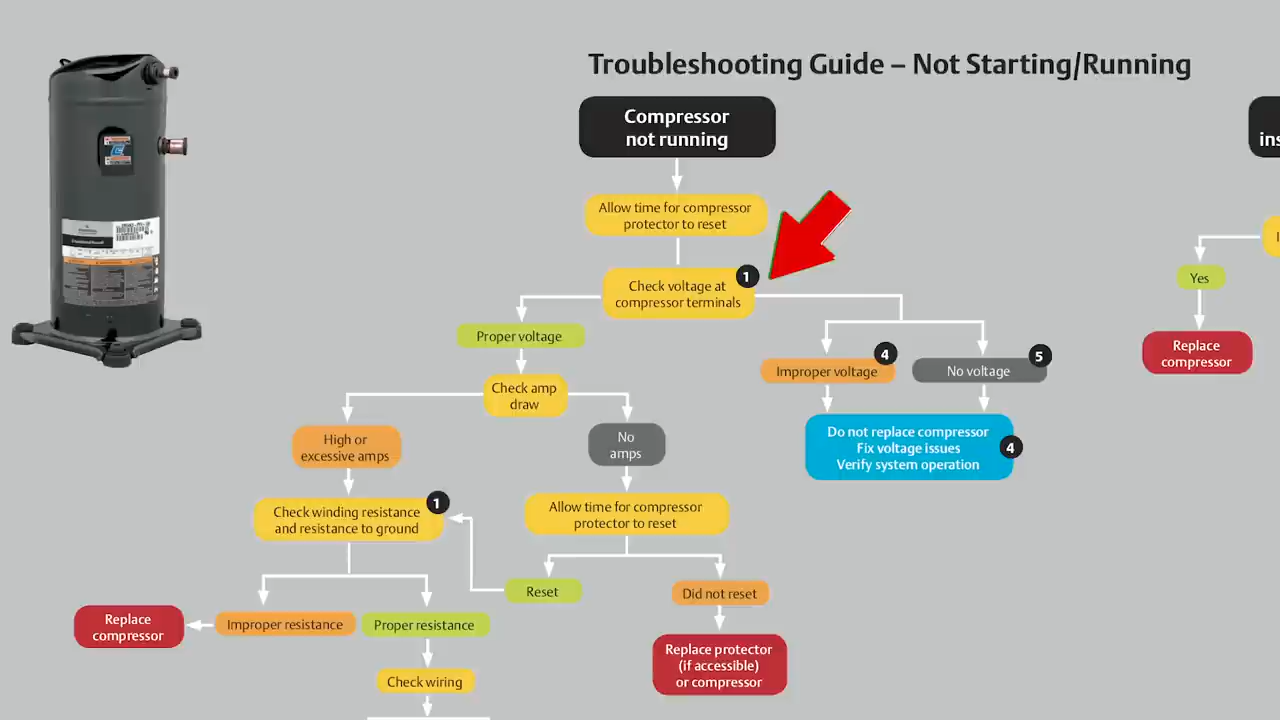 Troubleshooting Guide – Not Starting/Running
Compressor
not running
ins
Allow time for compressor
protector to reset
1
Check voltage at
compressor terminals
Yes
Proper voltage
4
Improper voltage
5
No voltage
Replace
compressor
Check amp
draw
Do not replace compressor
Fix voltage issues
Verify system operation
4
High or
excessive amps
No
amps
1
Check winding resistance
and resistance to ground
Allow time for compressor
protector to reset
Reset
Did not reset
Replace
compressor
Improper resistance
Proper resistance
Replace protector
(if accessible)
or compressor
Check wiring